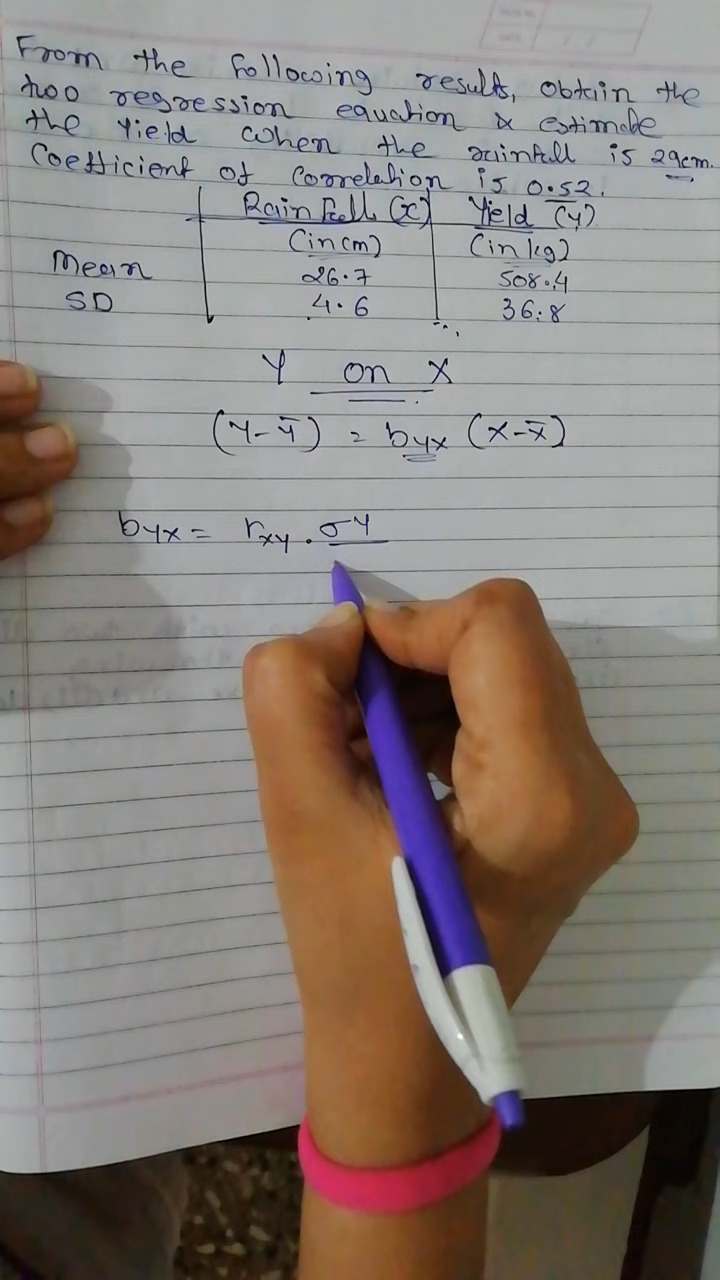 From the following results, obtain the
two regression equation & estimate
the Yield when the rainfall is 29cm.
Coefficient of Correlation is 0.52.
Rain Fall (x) Yield (y)
(in cm) (in kg)
Mean 26.7 508.4
SD 4.6 36.8
Y on X
(y-ȳ) = byx (x-x̄)
byx = rxy . σy